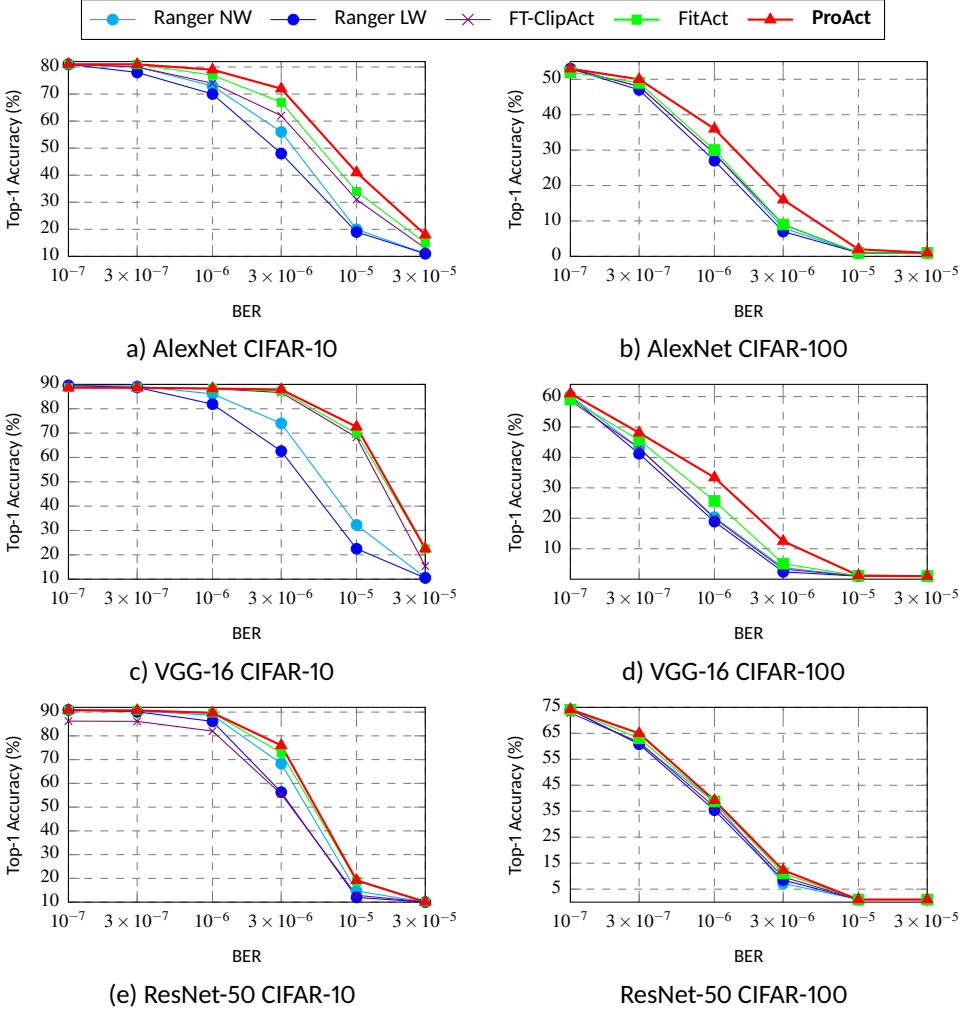 Ranger NW Ranger LW FT-ClipAct FitAct ProAct
Top-1 Accuracy (%)
80
70
60
50
40
30
20
10
10⁻⁷ 3 × 10⁻⁷ 10⁻⁶ 3 × 10⁻⁶ 10⁻⁵ 3 × 10⁻⁵
BER
a) AlexNet CIFAR-10
Top-1 Accuracy (%)
50
40
30
20
10
0
10⁻⁷ 3 × 10⁻⁷ 10⁻⁶ 3 × 10⁻⁶ 10⁻⁵ 3 × 10⁻⁵
BER
b) AlexNet CIFAR-100
Top-1 Accuracy (%)
90
80
70
60
50
40
30
20
10
10⁻⁷ 3 × 10⁻⁷ 10⁻⁶ 3 × 10⁻⁶ 10⁻⁵ 3 × 10⁻⁵
BER
c) VGG-16 CIFAR-10
Top-1 Accuracy (%)
60
50
40
30
20
10
10⁻⁷ 3 × 10⁻⁷ 10⁻⁶ 3 × 10⁻⁶ 10⁻⁵ 3 × 10⁻⁵
BER
d) VGG-16 CIFAR-100
Top-1 Accuracy (%)
90
80
70
60
50
40
30
20
10
10⁻⁷ 3 × 10⁻⁷ 10⁻⁶ 3 × 10⁻⁶ 10⁻⁵ 3 × 10⁻⁵
BER
(e) ResNet-50 CIFAR-10
Top-1 Accuracy (%)
75
65
55
45
35
25
15
5
10⁻⁷ 3 × 10⁻⁷ 10⁻⁶ 3 × 10⁻⁶ 10⁻⁵ 3 × 10⁻⁵
BER
ResNet-50 CIFAR-100